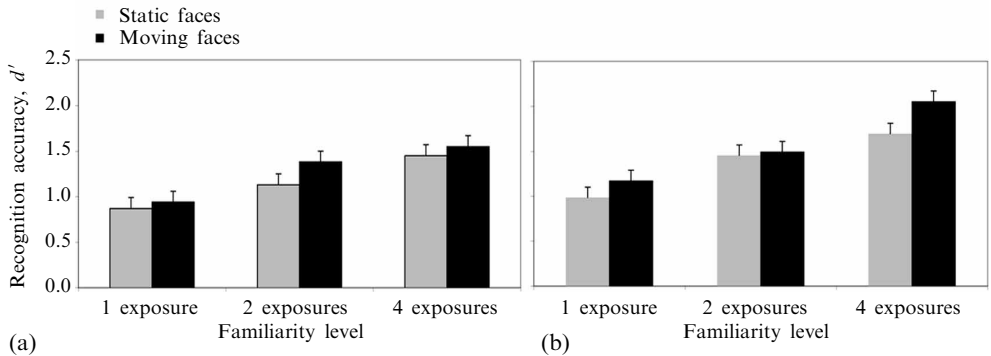 Static faces
Moving faces
Recognition accuracy, d′
2.5
2.0
1.5
1.0
0.5
0.0
1 exposure 2 exposures 4 exposures
Familiarity level
(a)
1 exposure 2 exposures 4 exposures
Familiarity level
(b)